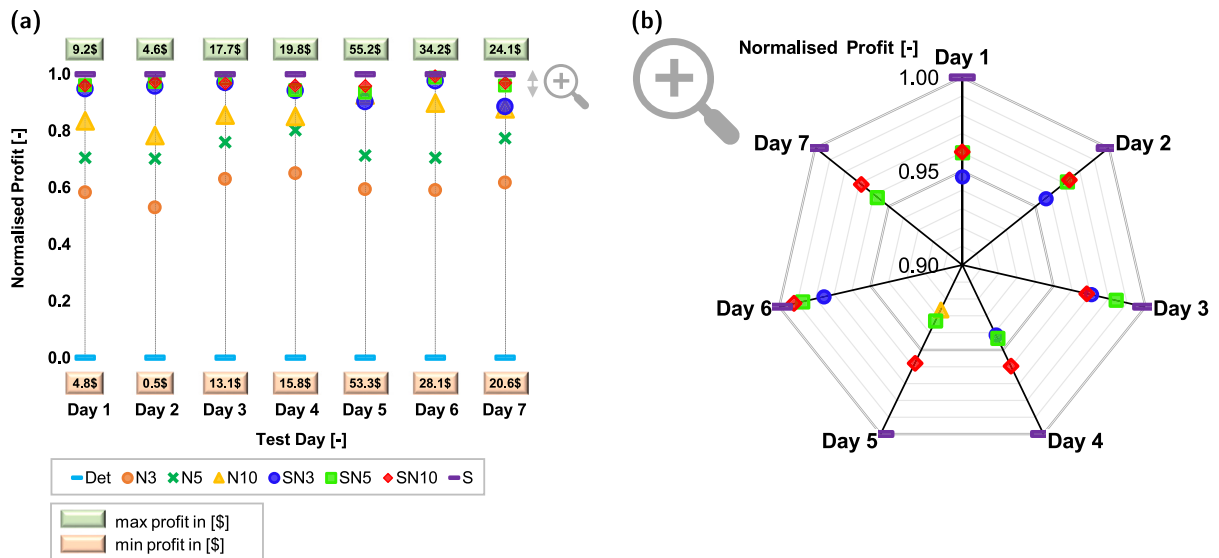 (a)
9.2$ 4.6$ 17.7$ 19.8$ 55.2$ 34.2$ 24.1$
Normalised Profit [-]
1.0
0.8
0.6
0.4
0.2
0.0
4.8$ 0.5$ 13.1$ 15.8$ 53.3$ 28.1$ 20.6$
Day 1 Day 2 Day 3 Day 4 Day 5 Day 6 Day 7
Test Day [-]
Det N3 N5 N10 SN3 SN5 SN10 S
max profit in [$]
min profit in [$]
(b)
Normalised Profit [-]
Day 1
1.00
Day 7
Day 2
0.95
0.90
Day 6
Day 3
Day 5
Day 4